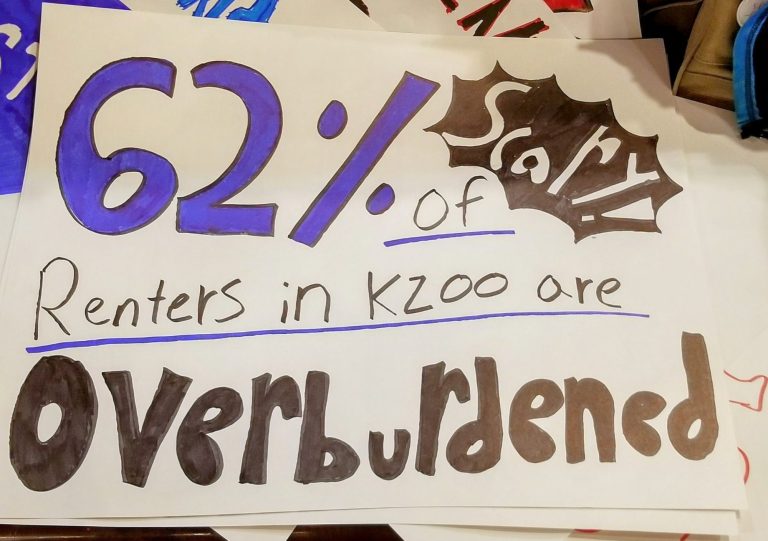 62% of
Scary!
Renters in KZOO are
Overburdened